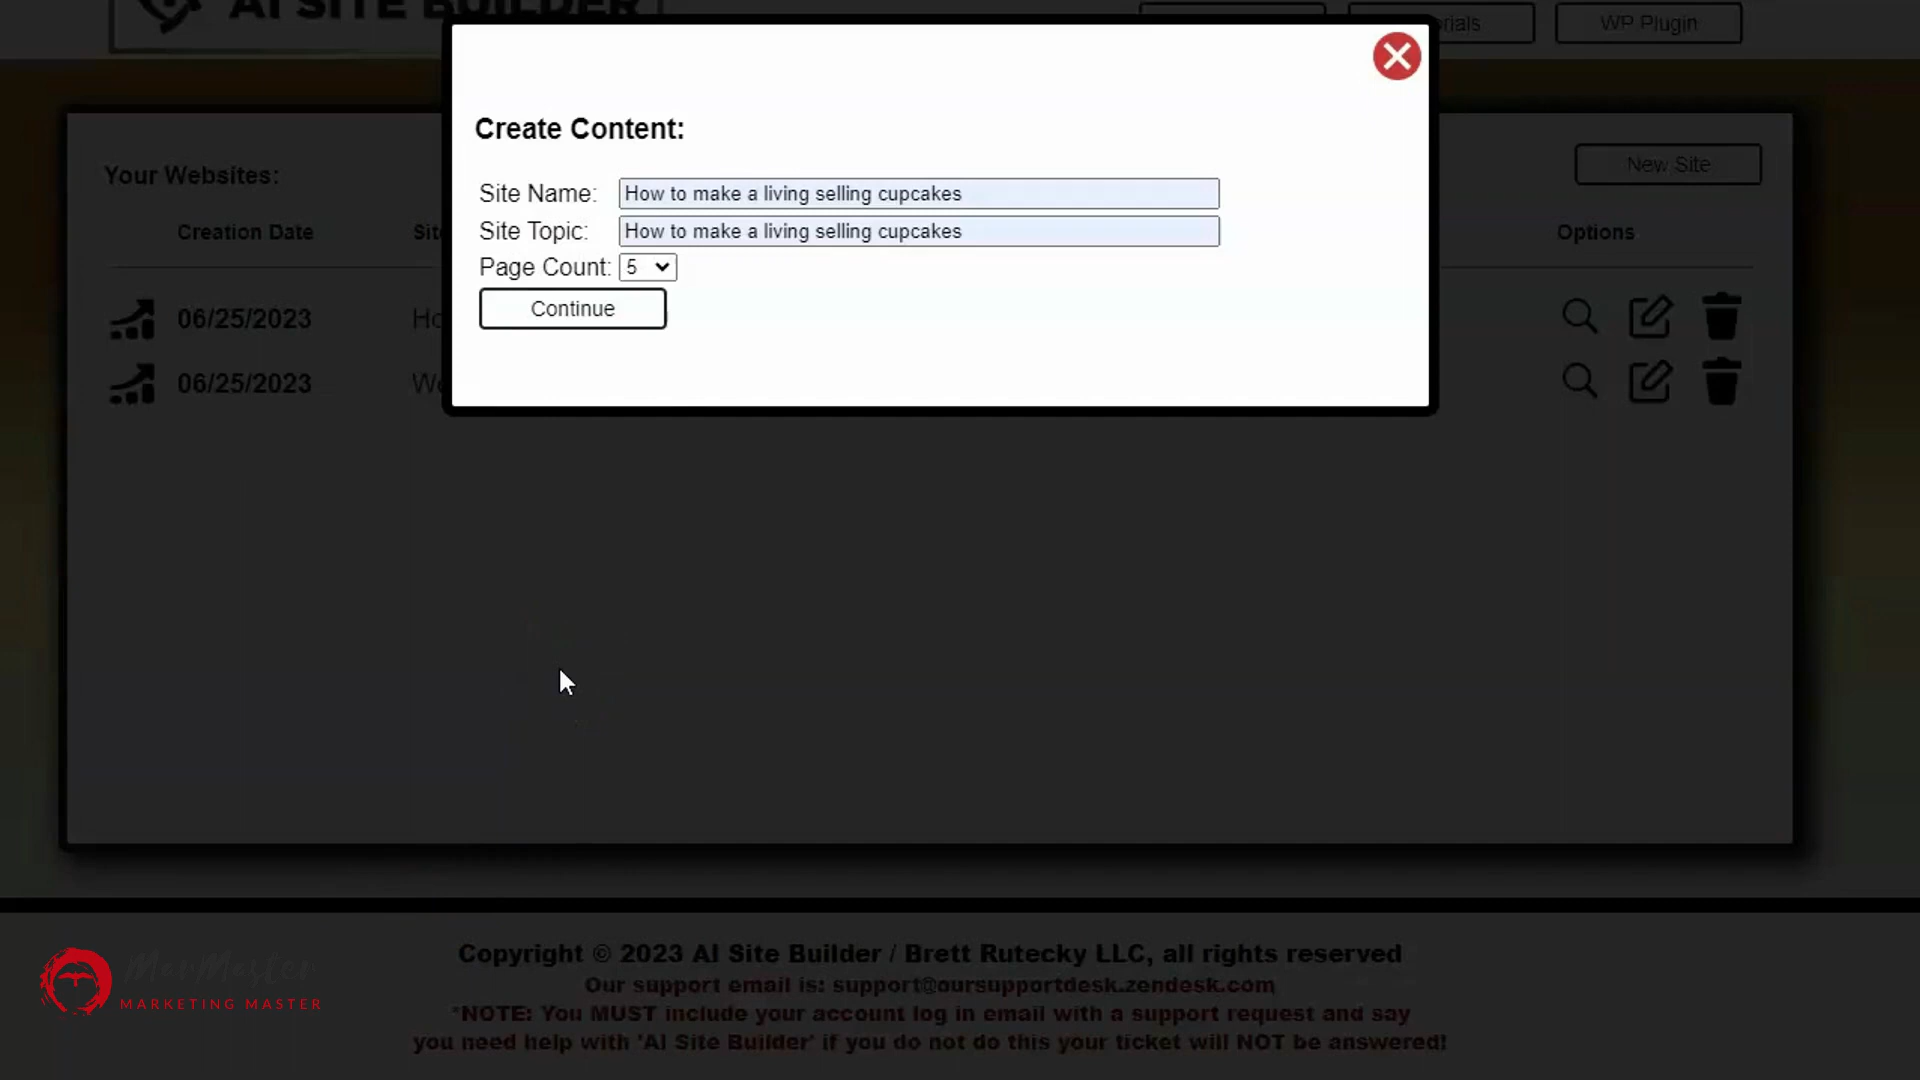 AI SITE BUILDER
WP Plugin
Create Content:
Your Websites:
New Site
Site Name: How to make a living selling cupcakes
Site Topic: How to make a living selling cupcakes
Creation Date
Options
Page Count: 5
Continue
06/25/2023
06/25/2023
Copyright © 2023 AI Site Builder / Brett Rutecky LLC, all rights reserved
Our support email is: support@oursupportdesk.zendesk.com
*NOTE: You MUST include your account log in email with a support request and say
you need help with 'AI Site Builder' if you do not do this your ticket will NOT be answered!
MarMaster
MARKETING MASTER